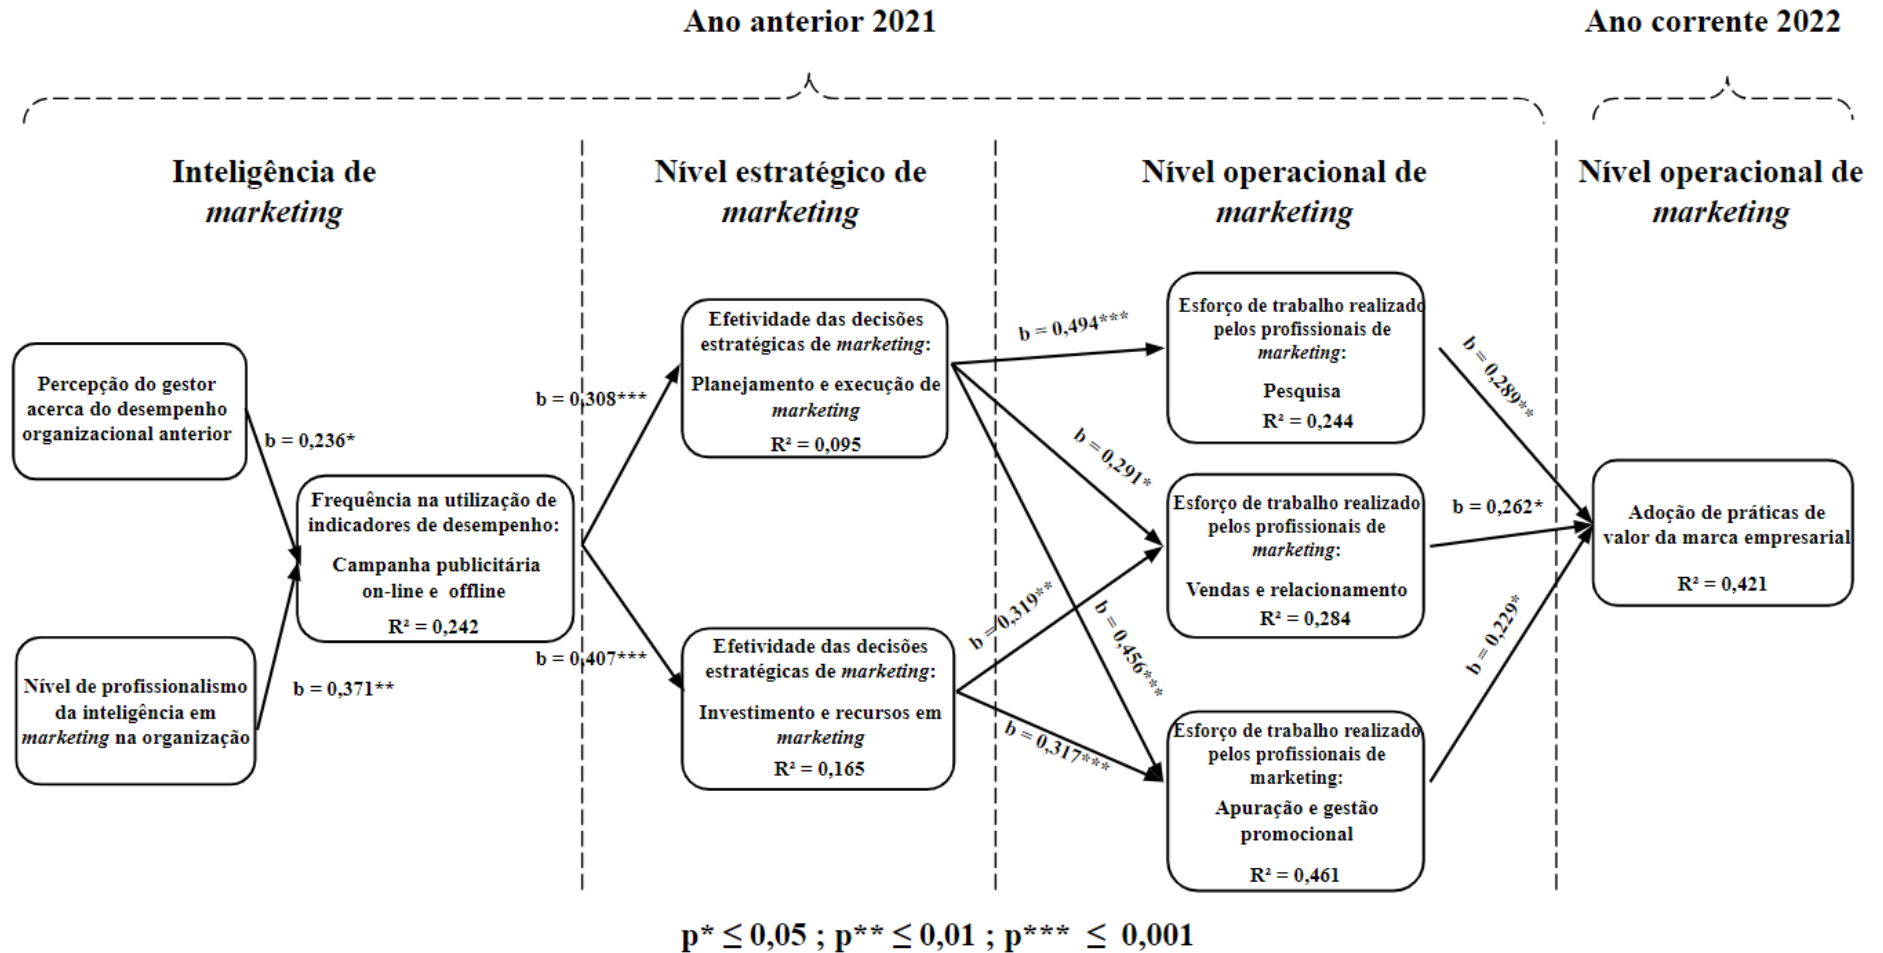 Ano anterior 2021
Ano corrente 2022
Inteligência de
marketing
Nível estratégico de
marketing
Nível operacional de
marketing
Nível operacional de
marketing
Percepção do gestor
acerca do desempenho
organizacional anterior
b = 0,236*
Nível de profissionalismo
da inteligência em
marketing na organização
b = 0,371**
Frequência na utilização de
indicadores de desempenho:
Campanha publicitária
on-line e offline
R² = 0,242
b = 0,308***
b = 0,407***
Efetividade das decisões
estratégicas de marketing:
Planejamento e execução de
marketing
R² = 0,095
Efetividade das decisões
estratégicas de marketing:
Investimento e recursos em
marketing
R² = 0,165
b = 0,494***
b = 0,291*
b = 0,319**
b = 0,456***
b = 0,317***
Esforço de trabalho realizado
pelos profissionais de
marketing:
Pesquisa
R² = 0,244
Esforço de trabalho realizado
pelos profissionais de
marketing:
Vendas e relacionamento
R² = 0,284
Esforço de trabalho realizado
pelos profissionais de
marketing:
Apuração e gestão
promocional
R² = 0,461
b = 0,289**
b = 0,262*
b = 0,229*
Adoção de práticas de
valor da marca empresarial
R² = 0,421
p* ≤ 0,05 ; p** ≤ 0,01 ; p*** ≤ 0,001